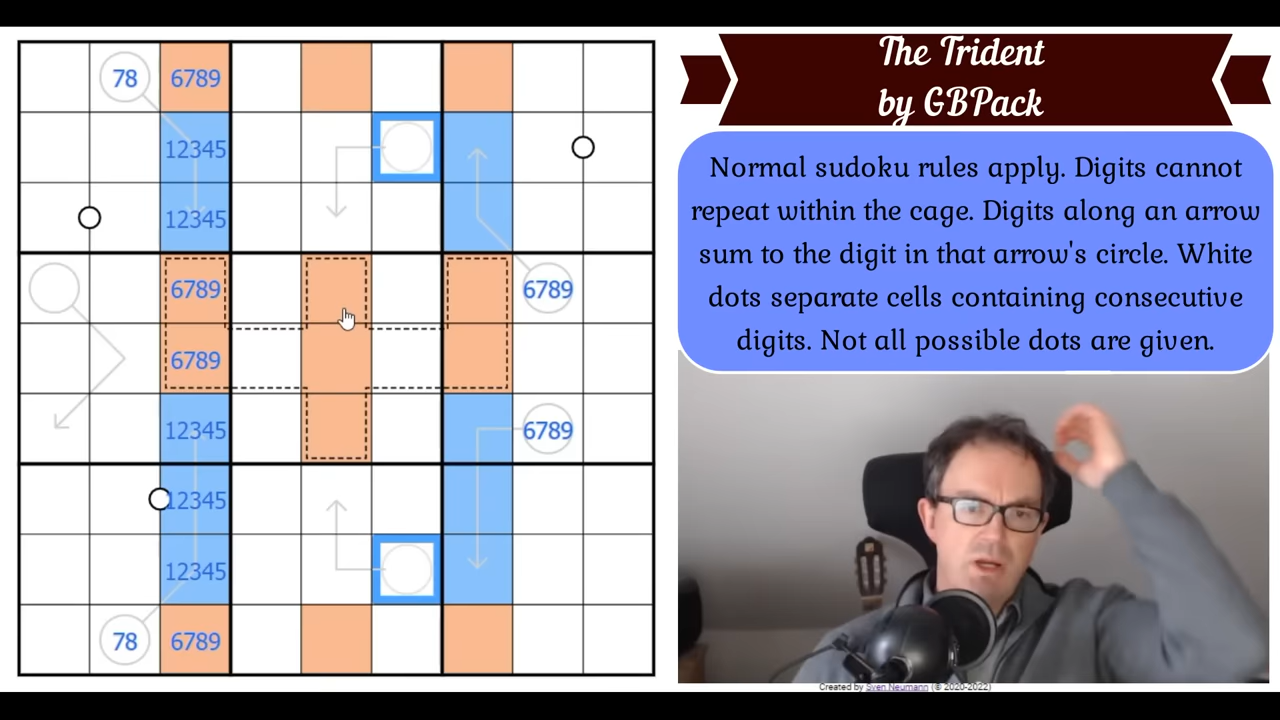 The Trident
by GBPack
Normal sudoku rules apply. Digits cannot
repeat within the cage. Digits along an arrow
sum to the digit in that arrow's circle. White
dots separate cells containing consecutive
digits. Not all possible dots are given.
78 6789
12345
12345
6789 6789
6789
12345 6789
12345
12345
78 6789
Created by Sven Neumann (© 2020-2022)